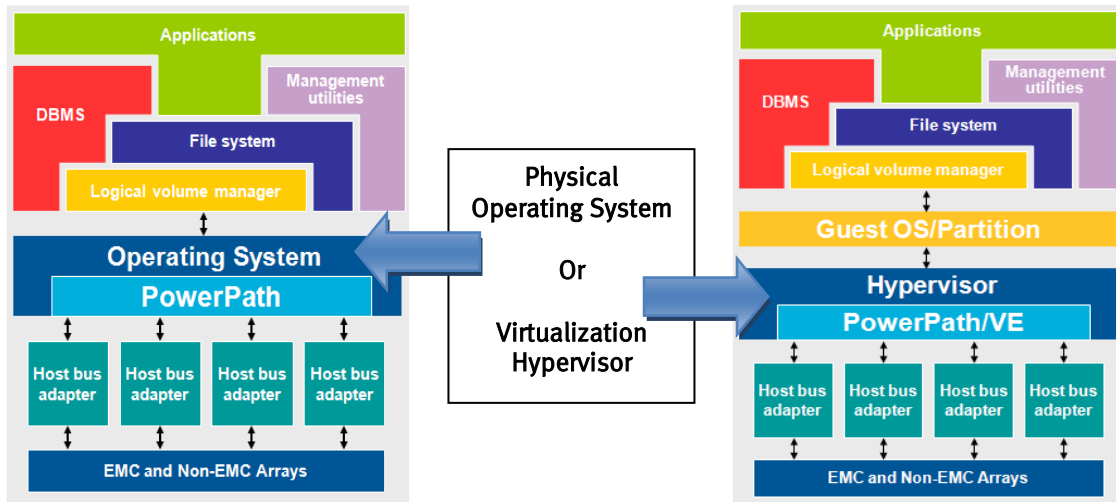 Applications
DBMS
Management
utilities
File system
Logical volume manager
Operating System
PowerPath
Host bus
adapter
Host bus
adapter
Host bus
adapter
Host bus
adapter
EMC and Non-EMC Arrays
Physical
Operating System
Or
Virtualization
Hypervisor
Applications
DBMS
Management
utilities
File system
Logical volume manager
Guest OS/Partition
Hypervisor
PowerPath/VE
Host bus
adapter
Host bus
adapter
Host bus
adapter
Host bus
adapter
EMC and Non-EMC Arrays